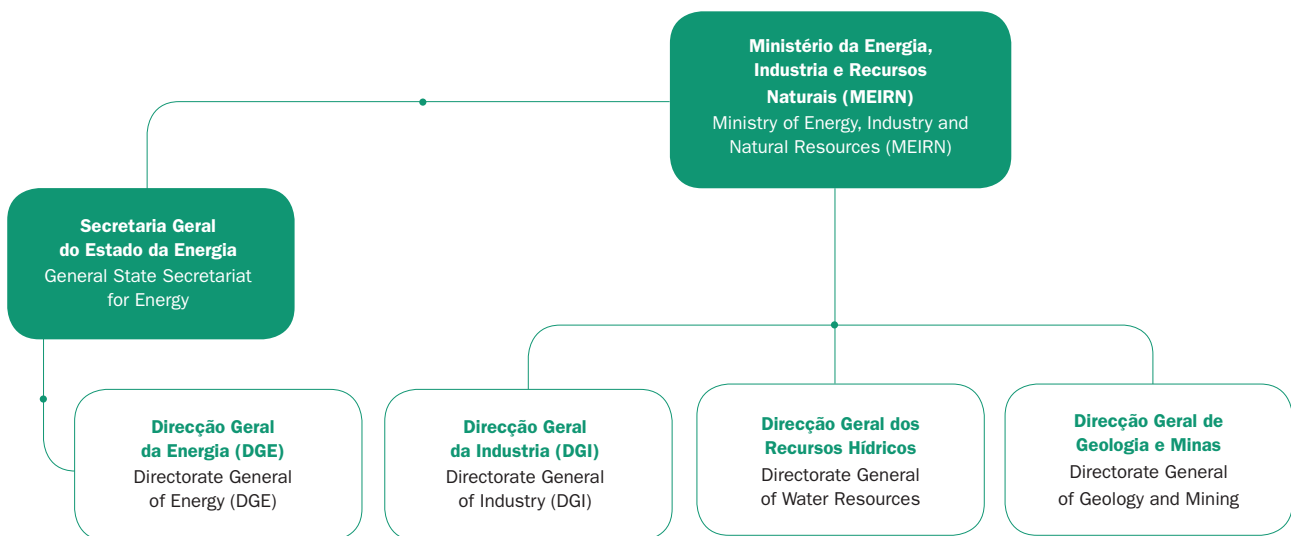 Ministério da Energia,
Industria e Recursos
Naturais (MEIRN)
Ministry of Energy, Industry and
Natural Resources (MEIRN)
Secretaria Geral
do Estado da Energia
General State Secretariat
for Energy
Direcção Geral
da Energia (DGE)
Directorate General
of Energy (DGE)
Direcção Geral
da Industria (DGI)
Directorate General
of Industry (DGI)
Direcção Geral dos
Recursos Hídricos
Directorate General
of Water Resources
Direcção Geral de
Geologia e Minas
Directorate General
of Geology and Mining